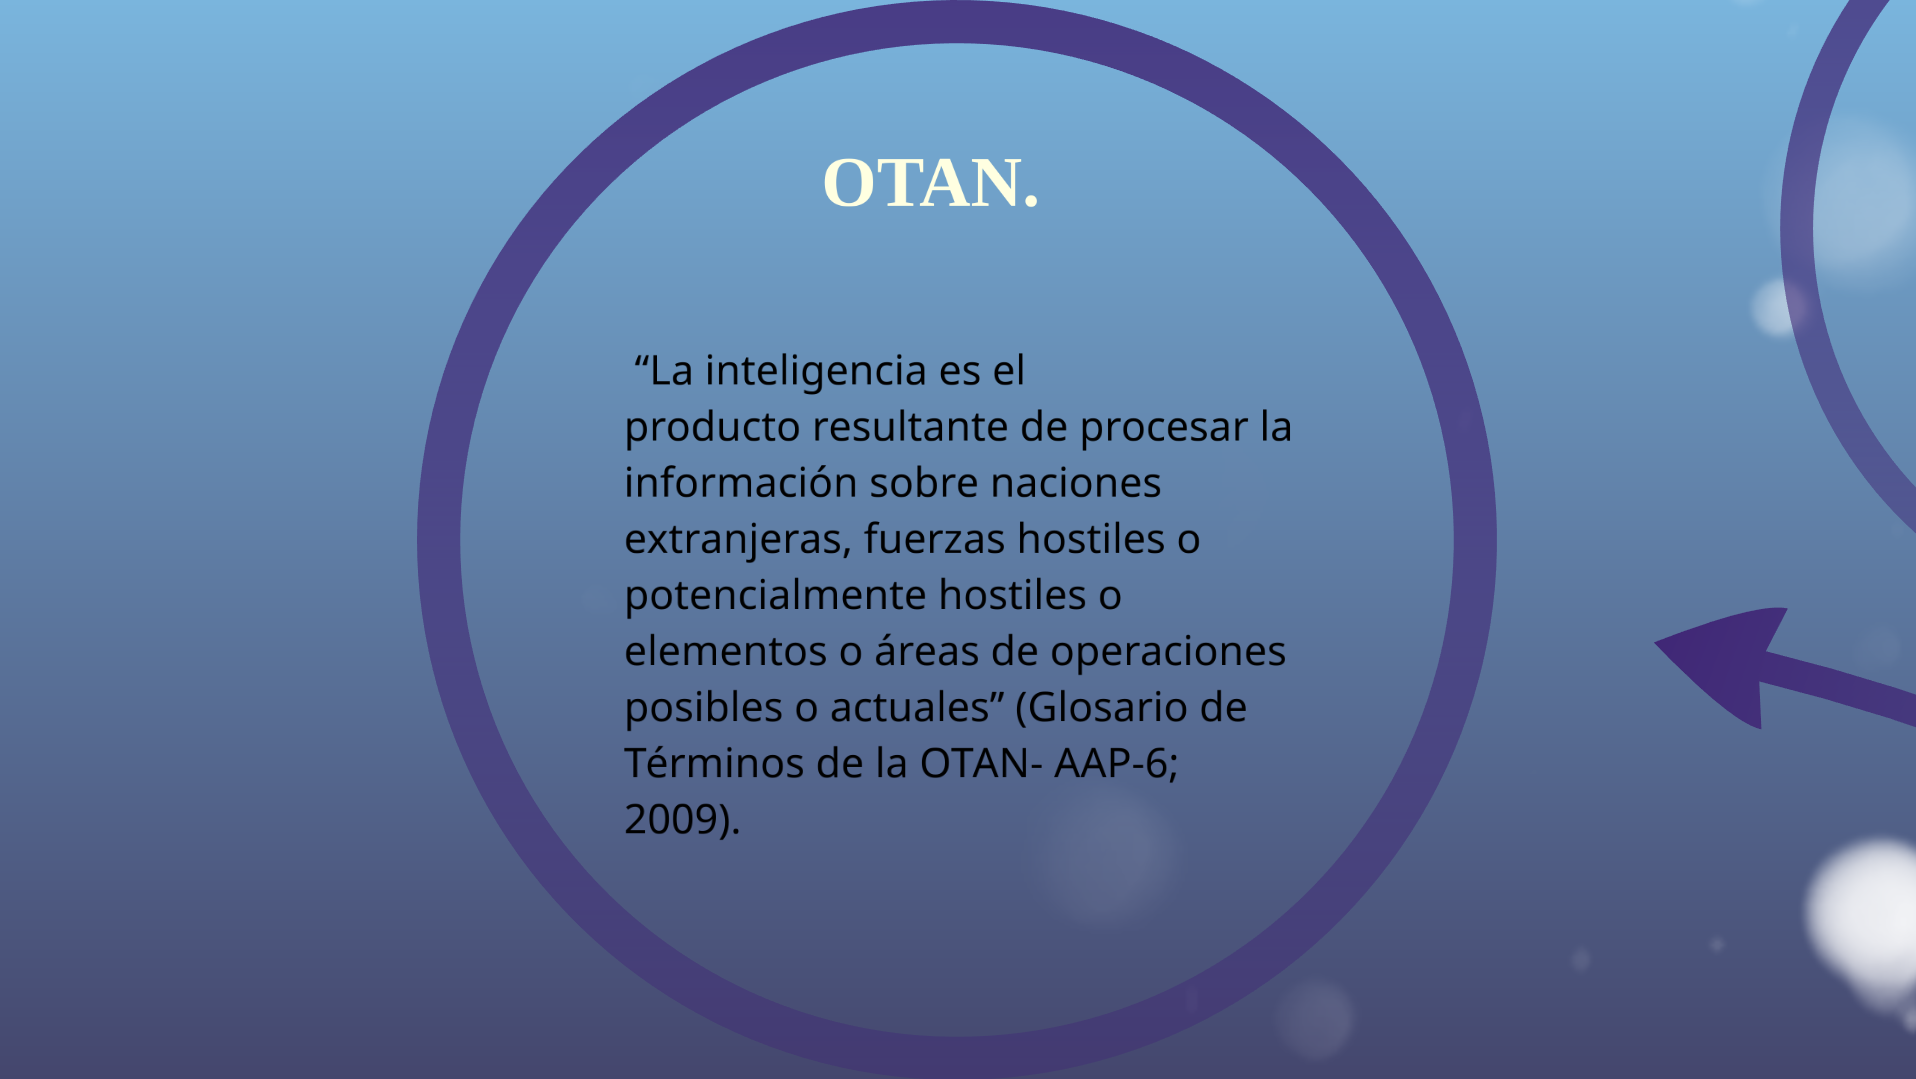 OTAN.
“La inteligencia es el
producto resultante de procesar la
información sobre naciones
extranjeras, fuerzas hostiles o
potencialmente hostiles o
elementos o áreas de operaciones
posibles o actuales” (Glosario de
Términos de la OTAN- AAP-6;
2009).